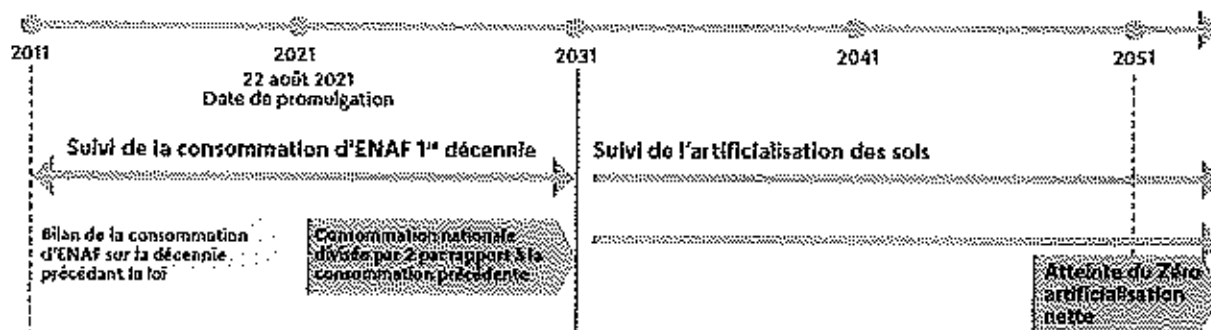 2011 2021 2031 2041 2051
22 août 2021
Date de promulgation
Suivi de la consommation d'ENAF 1re décennie
Suivi de l'artificialisation des sols
Bilan de la consommation
d'ENAF sur la décennie
précédant la loi
Consommation nationale
divisée par 2 par rapport à la
consommation précédente
Atteinte du Zéro
artificialisation
nette